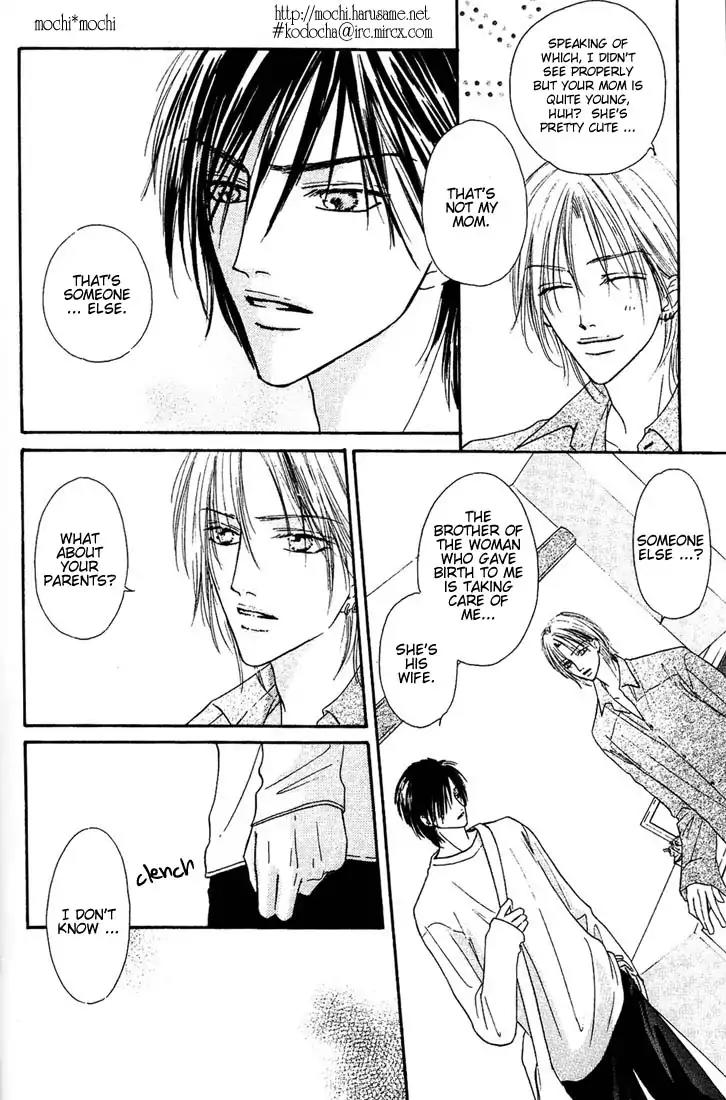 mochi*mochi
http://mochi.harusame.net
#kodocha@irc.mircx.com
SPEAKING OF
WHICH, I DIDN'T
SEE PROPERLY
BUT YOUR MOM IS
QUITE YOUNG,
HUH? SHE'S
PRETTY CUTE ...
THAT'S
NOT MY
MOM.
THAT'S
SOMEONE
... ELSE.
SOMEONE
ELSE ...?
THE
BROTHER OF
THE WOMAN
WHO GAVE
BIRTH TO ME
IS TAKING
CARE OF
ME...
SHE'S
HIS
WIFE.
WHAT
ABOUT
YOUR
PARENTS?
clench
I DON'T
KNOW ...